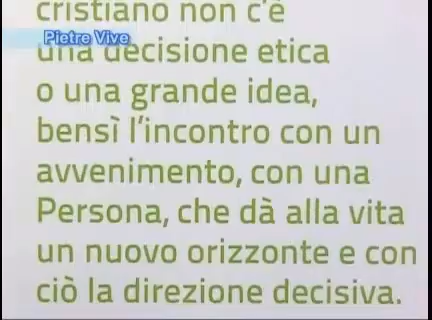 cristiano non c'è
Pietre Vive
una decisione etica
o una grande idea,
bensì l'incontro con un
avvenimento, con una
Persona, che dà alla vita
un nuovo orizzonte e con
ciò la direzione decisiva.